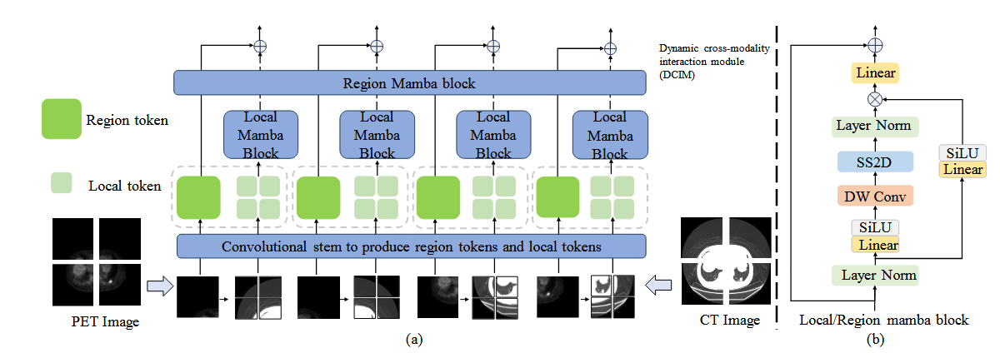 Dynamic cross-modality
interaction module
(DCIM)
Region Mamba block
Region token
Local
Mamba
Block
Local
Mamba
Block
Local
Mamba
Block
Local
Mamba
Block
Local token
Convolutional stem to produce region tokens and local tokens
PET Image
CT Image
(a)
Linear
Layer Norm
SS2D
SiLU
Linear
DW Conv
SiLU
Linear
Layer Norm
Local/Region mamba block
(b)